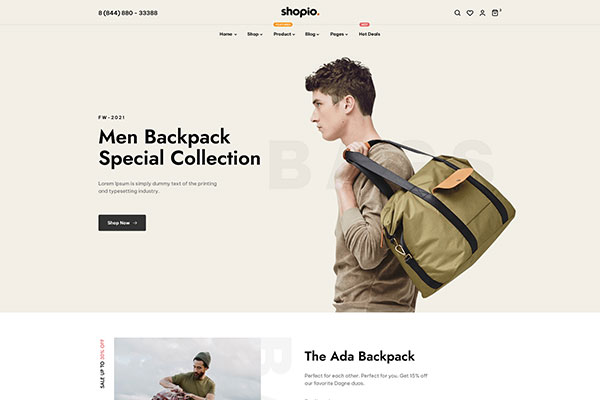 8 (844) 880 - 33388
shopio.
Home
Shop
Product
Blog
Pages
Hot Deals
BAGS
FW-2021
Men Backpack
Special Collection
Lorem Ipsum is simply dummy text of the printing
and typesetting industry.
Shop Now
SALE UP TO 20% OFF
The Ada Backpack
Perfect for each other. Perfect for you. Get 15% off
our favorite Dagne duos.